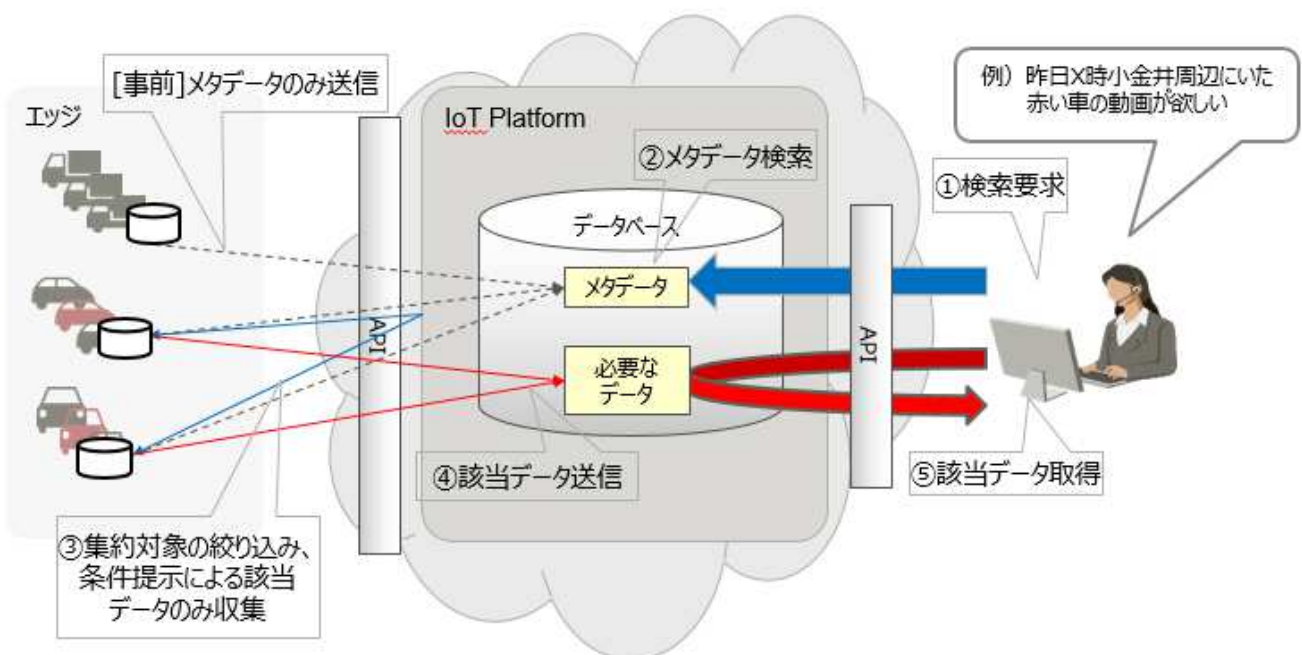 [事前]メタデータのみ送信
エッジ
IoT Platform
②メタデータ検索
例）昨日X時小金井周辺にいた
赤い車の動画が欲しい
①検索要求
データベース
メタデータ
API
API
必要な
データ
④該当データ送信
⑤該当データ取得
③集約対象の絞り込み、
条件提示による該当
データのみ収集